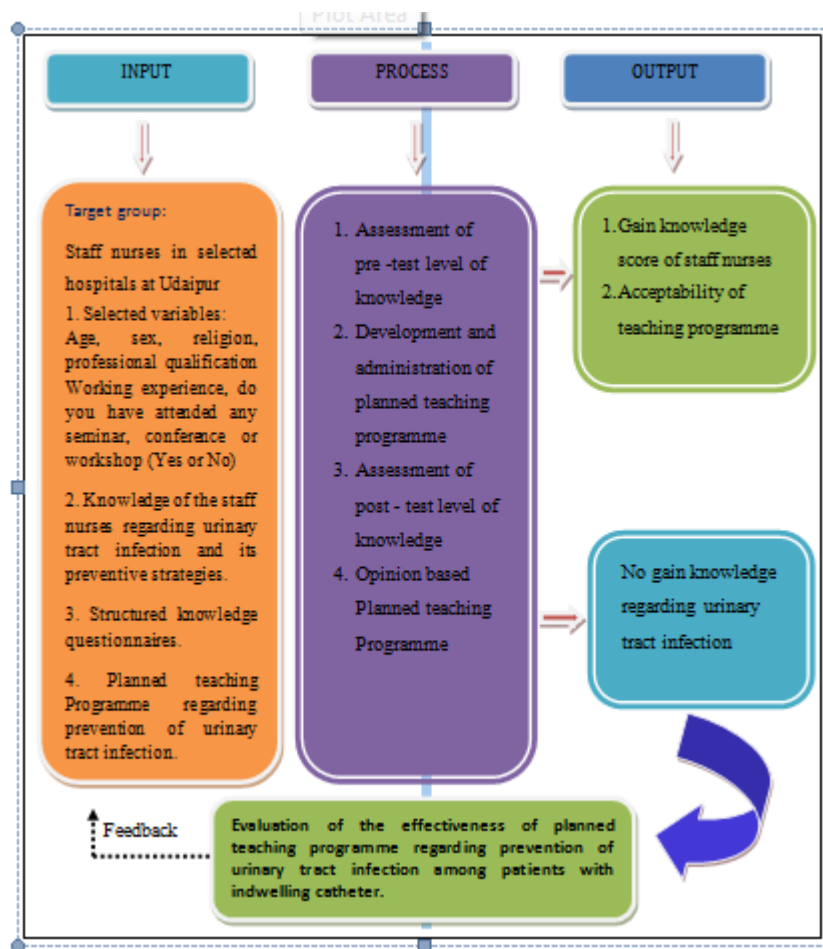 Plot Area
INPUT
PROCESS
OUTPUT
Target group:
Staff nurses in selected
hospitals at Udaipur
1. Selected variables:
Age, sex, religion,
professional qualification
Working experience, do
you have attended any
seminar, conference or
workshop (Yes or No)
2. Knowledge of the staff
nurses regarding urinary
tract infection and its
preventive strategies.
3. Structured knowledge
questionnaires.
4. Planned teaching
Programme regarding
prevention of urinary
tract infection.
1. Assessment of
pre -test level of
knowledge
2. Development and
administration of
planned teaching
programme
3. Assessment of
post - test level of
knowledge
4. Opinion based
Planned teaching
Programme
1. Gain knowledge
score of staff nurses
2. Acceptability of
teaching programme
No gain knowledge
regarding urinary
tract infection
Feedback
Evaluation of the effectiveness of planned
teaching programme regarding prevention of
urinary tract infection among patients with
indwelling catheter.